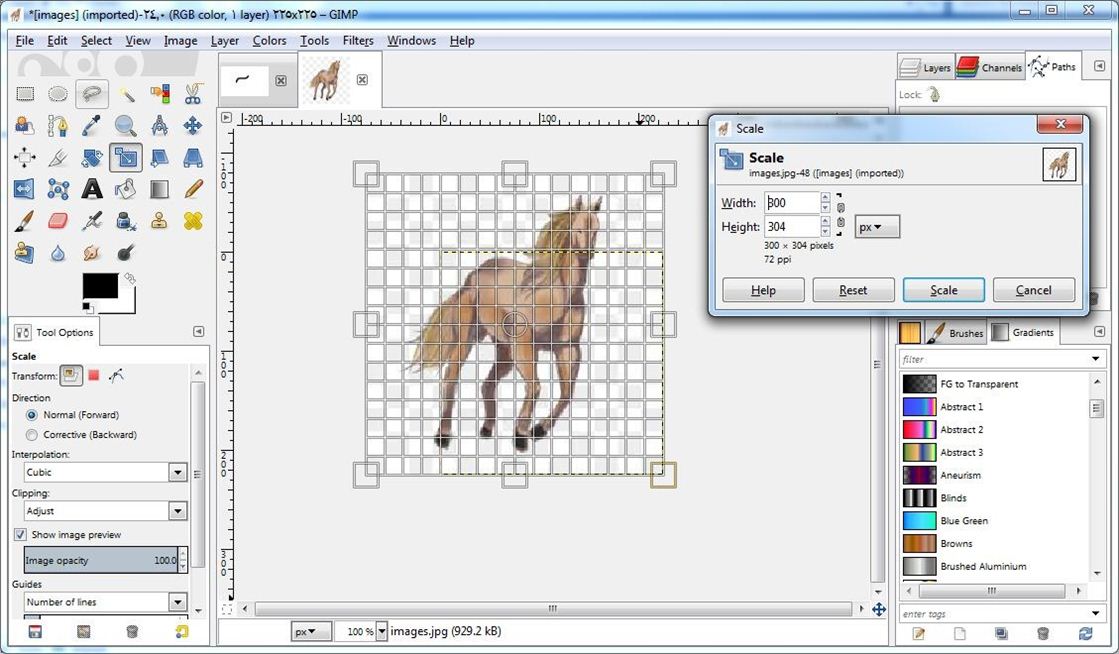 *[images] (imported)-٢٤,٠ (RGB color, ١ layer) ٢٢٥x٢٢٥ – GIMP
File Edit Select View Image Layer Colors Tools Filters Windows Help
Layers Channels Paths
Lock:
-200 -100 0 100 200
-100
0
100
200
300
Scale
Scale
images.jpg-48 ([images] (imported))
Width: 300
Height: 304 px
300 × 304 pixels
72 ppi
Help Reset Scale Cancel
Tool Options
Scale
Transform:
Direction
Normal (Forward)
Corrective (Backward)
Interpolation:
Cubic
Clipping:
Adjust
Show image preview
Image opacity 100.0
Guides
Number of lines
Brushes Gradients
filter
FG to Transparent
Abstract 1
Abstract 2
Abstract 3
Aneurism
Blinds
Blue Green
Browns
Brushed Aluminium
enter tags
px 100 % images.jpg (929.2 kB)